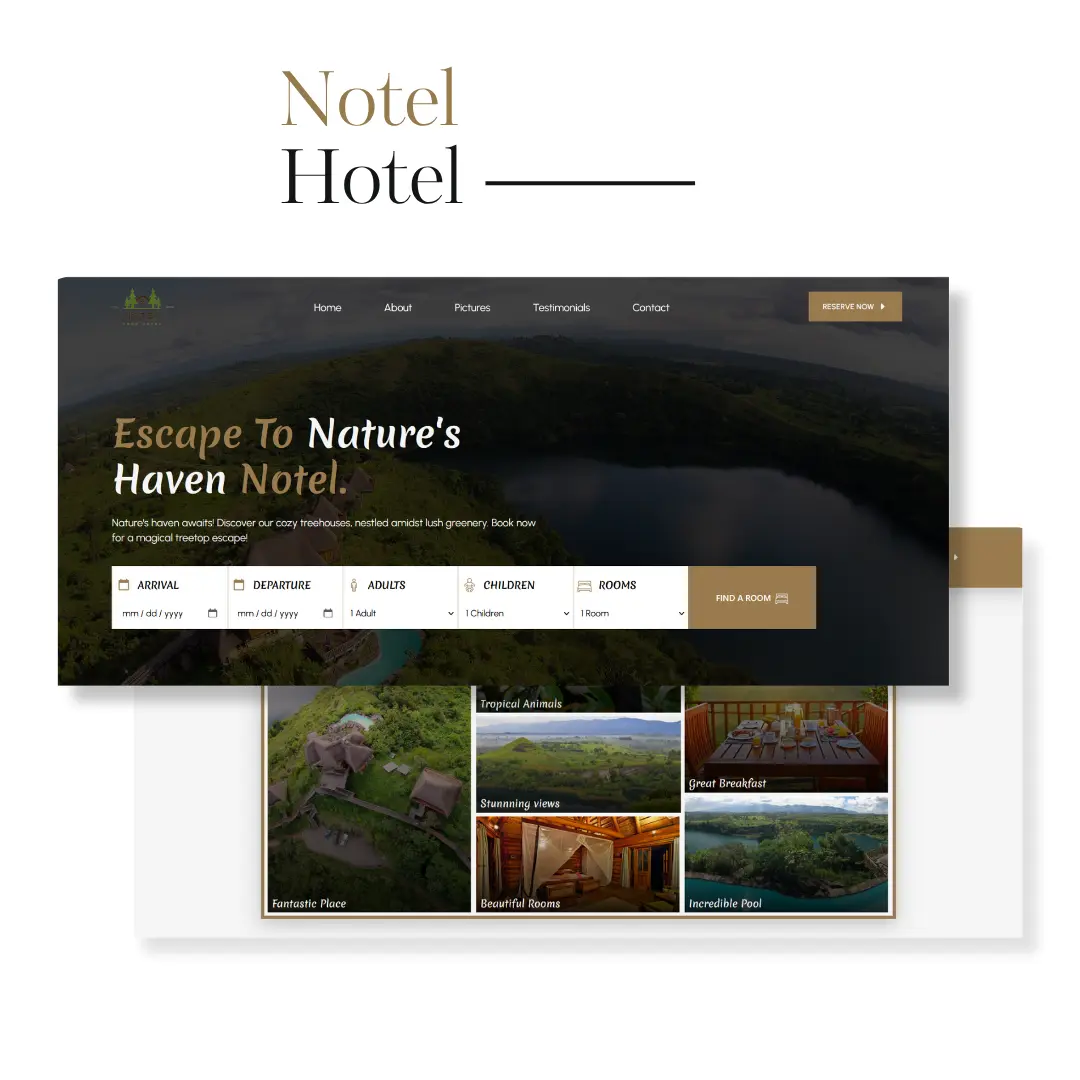 Notel
Hotel
Home About Pictures Testimonials Contact
RESERVE NOW
Escape To Nature's
Haven Notel.
Nature's haven awaits! Discover our cozy treehouses, nestled amidst lush greenery. Book now
for a magical treetop escape!
ARRIVAL DEPARTURE ADULTS CHILDREN ROOMS
mm / dd / yyyy mm / dd / yyyy 1 Adult 1 Children 1 Room
FIND A ROOM
Tropical Animals
Great Breakfast
Stunnning views
Fantastic Place
Beautiful Rooms
Incredible Pool